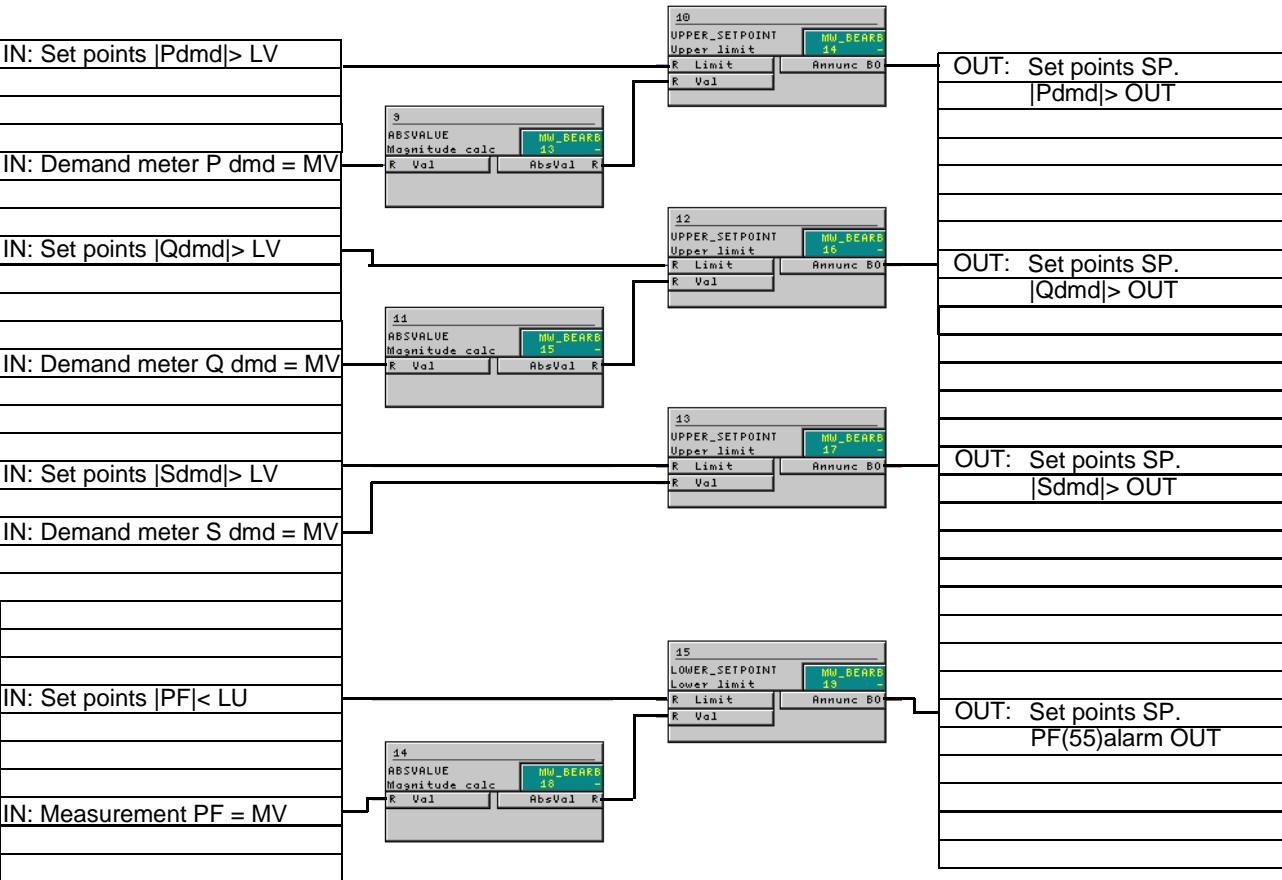 IN: Set points |Pdmd|> LV
IN: Demand meter P dmd = MV
IN: Set points |Qdmd|> LV
IN: Demand meter Q dmd = MV
IN: Set points |Sdmd|> LV
IN: Demand meter S dmd = MV
IN: Set points |PF|< LU
IN: Measurement PF = MV
9
ABSVALUE
Magnitude calc
MW_BEARB
13 -
R Val
AbsVal R
11
ABSVALUE
Magnitude calc
MW_BEARB
15 -
R Val
AbsVal R
14
ABSVALUE
Magnitude calc
MW_BEARB
18 -
R Val
AbsVal R
10
UPPER_SETPOINT
Upper limit
MW_BEARB
14 -
R Limit
Annunc BO
R Val
12
UPPER_SETPOINT
Upper limit
MW_BEARB
16 -
R Limit
Annunc BO
R Val
13
UPPER_SETPOINT
Upper limit
MW_BEARB
17 -
R Limit
Annunc BO
R Val
15
LOWER_SETPOINT
Lower limit
MW_BEARB
19 -
R Limit
Annunc BO
R Val
OUT: Set points SP.
|Pdmd|> OUT
OUT: Set points SP.
|Qdmd|> OUT
OUT: Set points SP.
|Sdmd|> OUT
OUT: Set points SP.
PF(55)alarm OUT